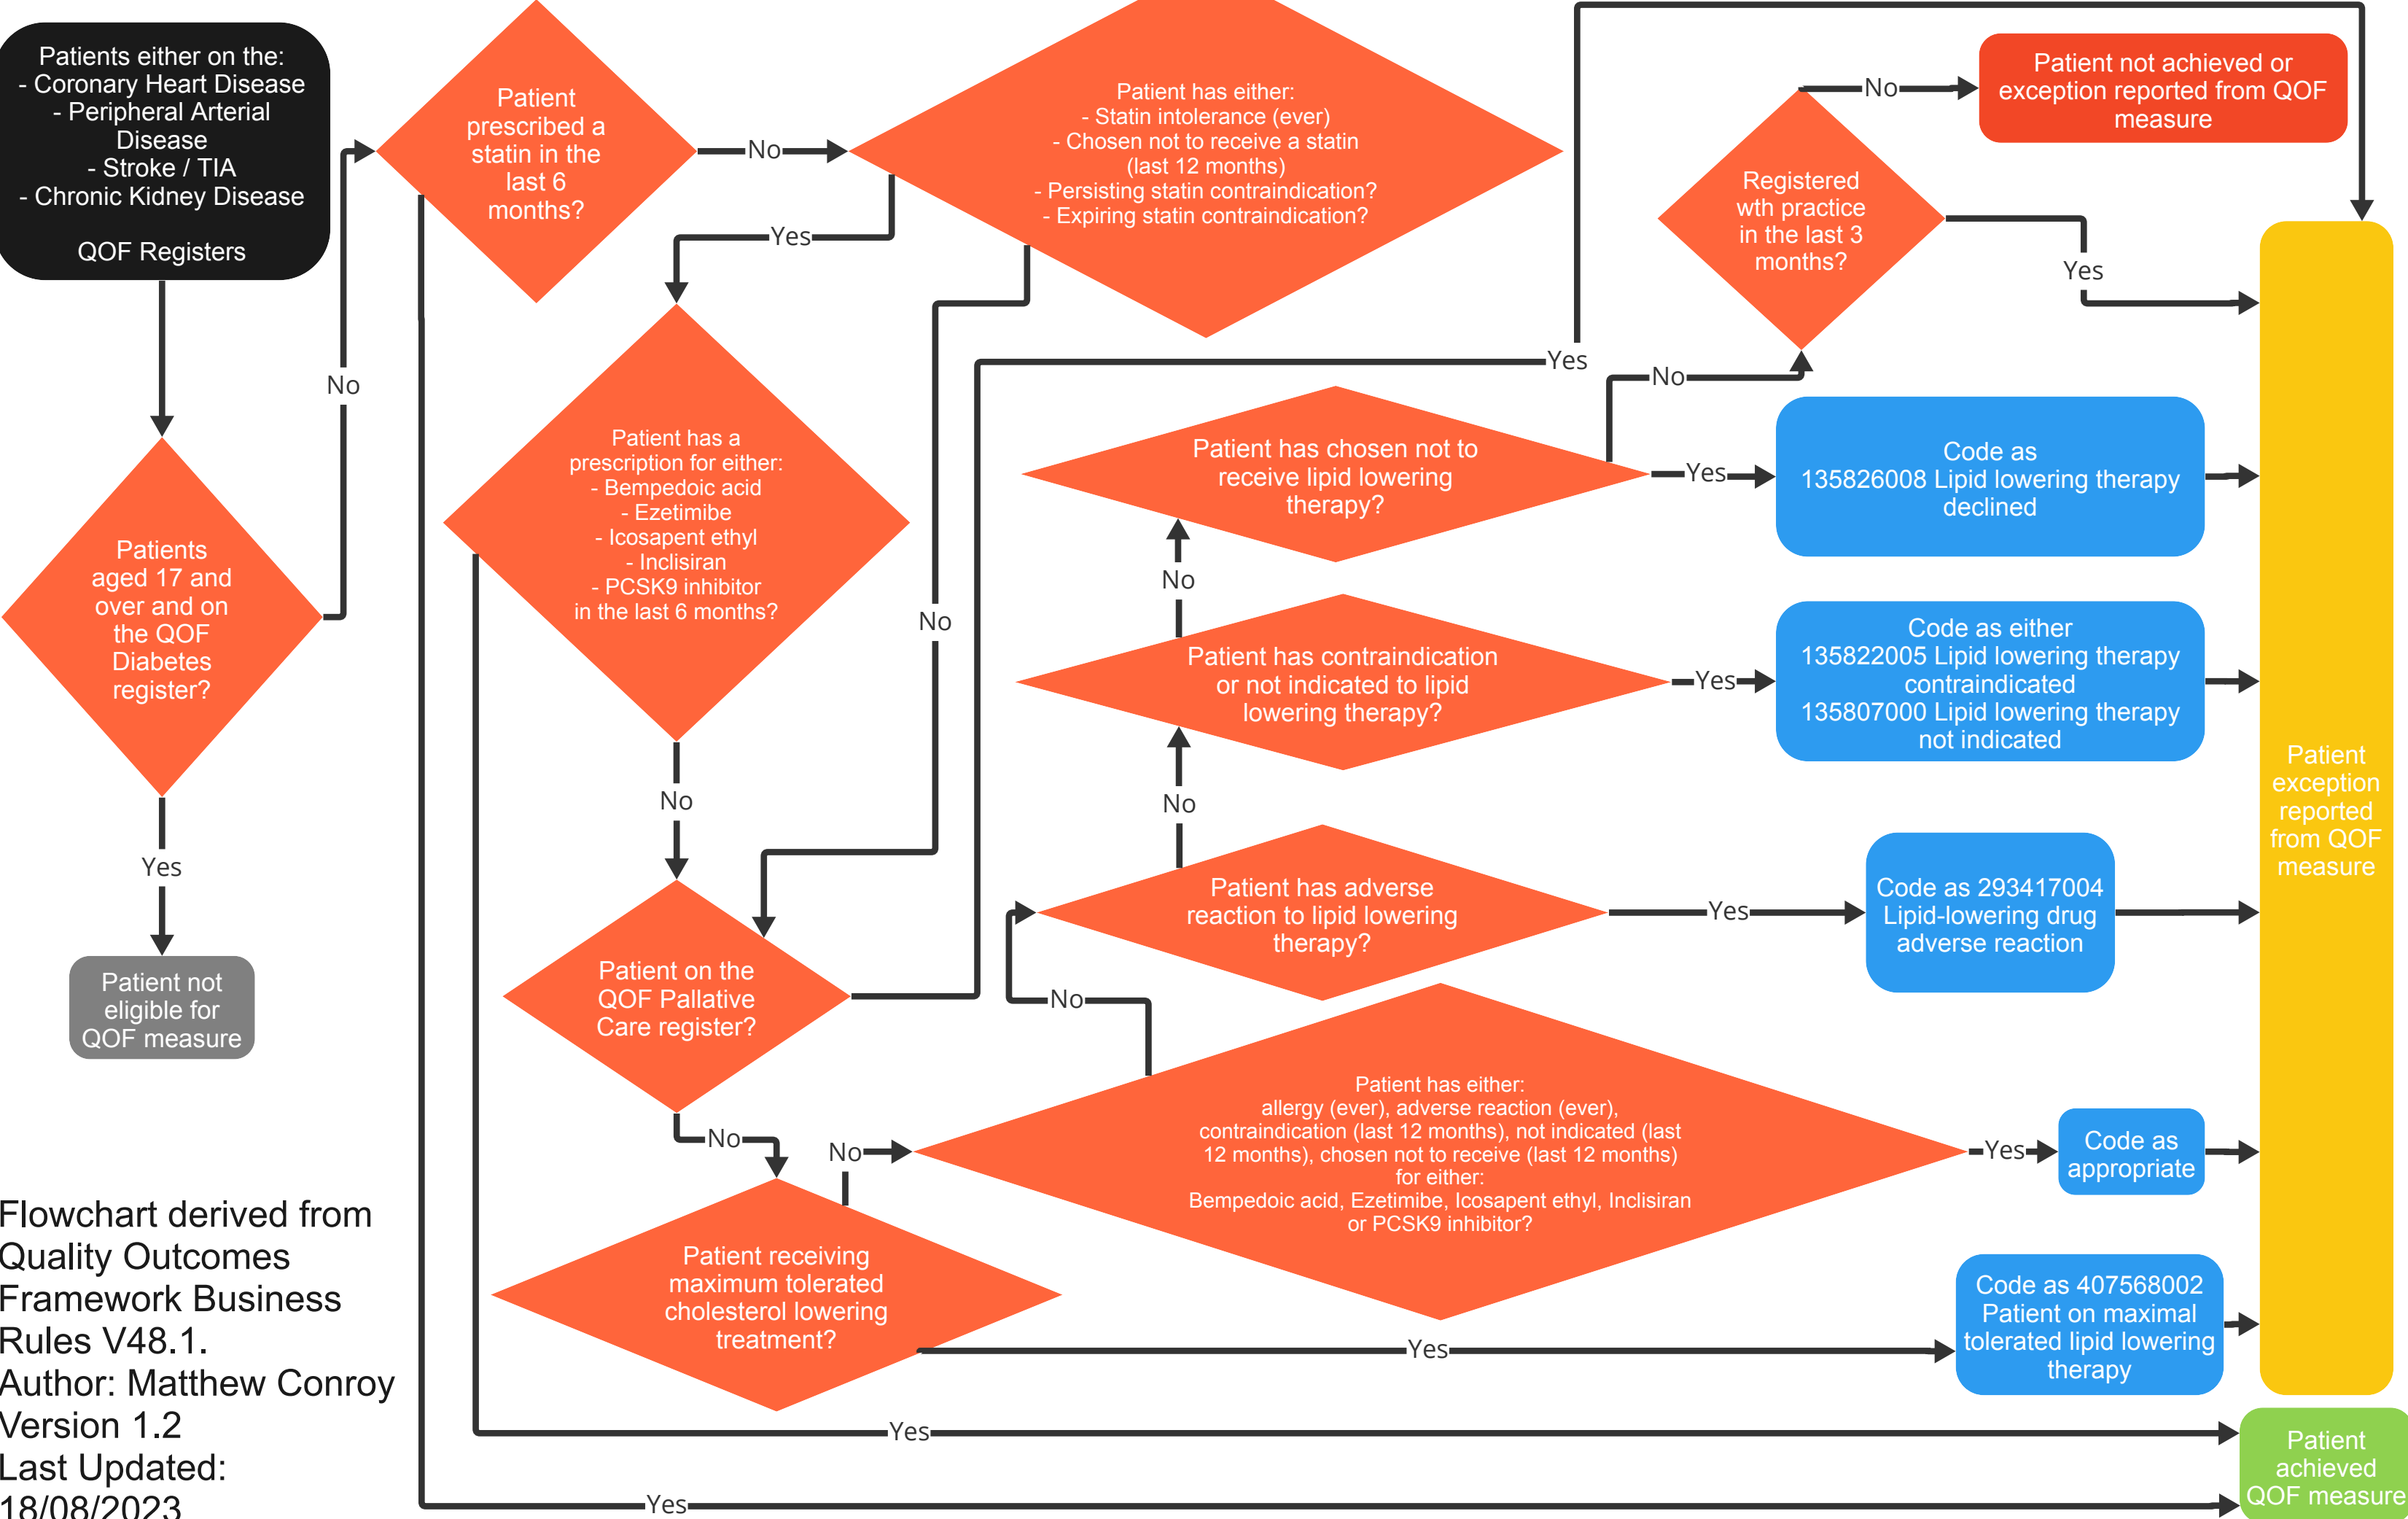 Patients either on the:
- Coronary Heart Disease
- Peripheral Arterial
Disease
- Stroke / TIA
- Chronic Kidney Disease
QOF Registers
No
Patients
aged 17 and
over and on
the QOF
Diabetes
register?
Yes
Patient not
eligible for
QOF measure
Patient
prescribed a
statin in the
last 6
months?
No
Patient has either:
- Statin intolerance (ever)
- Chosen not to receive a statin
(last 12 months)
- Persisting statin contraindication?
- Expiring statin contraindication?
Yes
No
Patient has a
prescription for either:
- Bempedoic acid
- Ezetimibe
- Icosapent ethyl
- Inclisiran
- PCSK9 inhibitor
in the last 6 months?
No
Patient on the
QOF Pallative
Care register?
Yes
No
Patient receiving
maximum tolerated
cholesterol lowering
treatment?
Yes
Code as 407568002
Patient on maximal
tolerated lipid lowering
therapy
No
Patient has either:
allergy (ever), adverse reaction (ever),
contraindication (last 12 months), not indicated (last
12 months), chosen not to receive (last 12 months)
for either:
Bempedoic acid, Ezetimibe, Icosapent ethyl, Inclisiran
or PCSK9 inhibitor?
Yes
Code as
appropriate
No
Patient has adverse
reaction to lipid lowering
therapy?
Yes
Code as 293417004
Lipid-lowering drug
adverse reaction
No
Patient has contraindication
or not indicated to lipid
lowering therapy?
Yes
Code as either
135822005 Lipid lowering therapy
contraindicated
135807000 Lipid lowering therapy
not indicated
No
Patient has chosen not to
receive lipid lowering
therapy?
Yes
Code as
135826008 Lipid lowering therapy
declined
No
Registered
wth practice
in the last 3
months?
Yes
No
Patient not achieved or
exception reported from QOF
measure
Patient
exception
reported
from QOF
measure
Yes
Yes
Patient
achieved
QOF measure
Flowchart derived from
Quality Outcomes
Framework Business
Rules V48.1.
Author: Matthew Conroy
Version 1.2
Last Updated:
18/08/2023